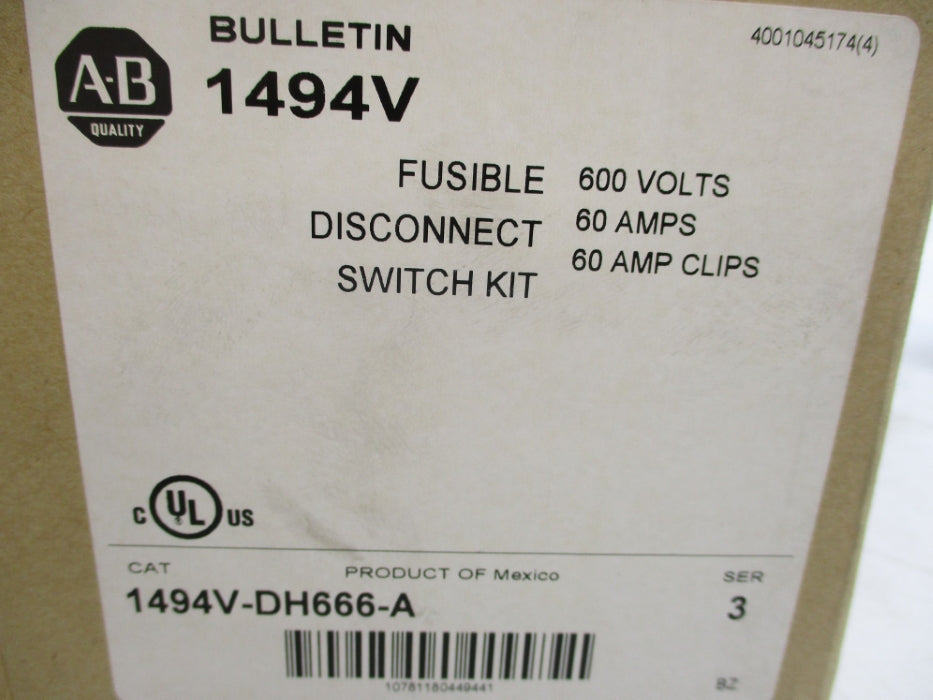 BULLETIN
1494V
4001045174(4)
A-B
QUALITY
FUSIBLE
DISCONNECT
SWITCH KIT
600 VOLTS
60 AMPS
60 AMP CLIPS
C UL US
CAT
PRODUCT OF Mexico
SER
1494V-DH666-A
3
10781180449441
BZ